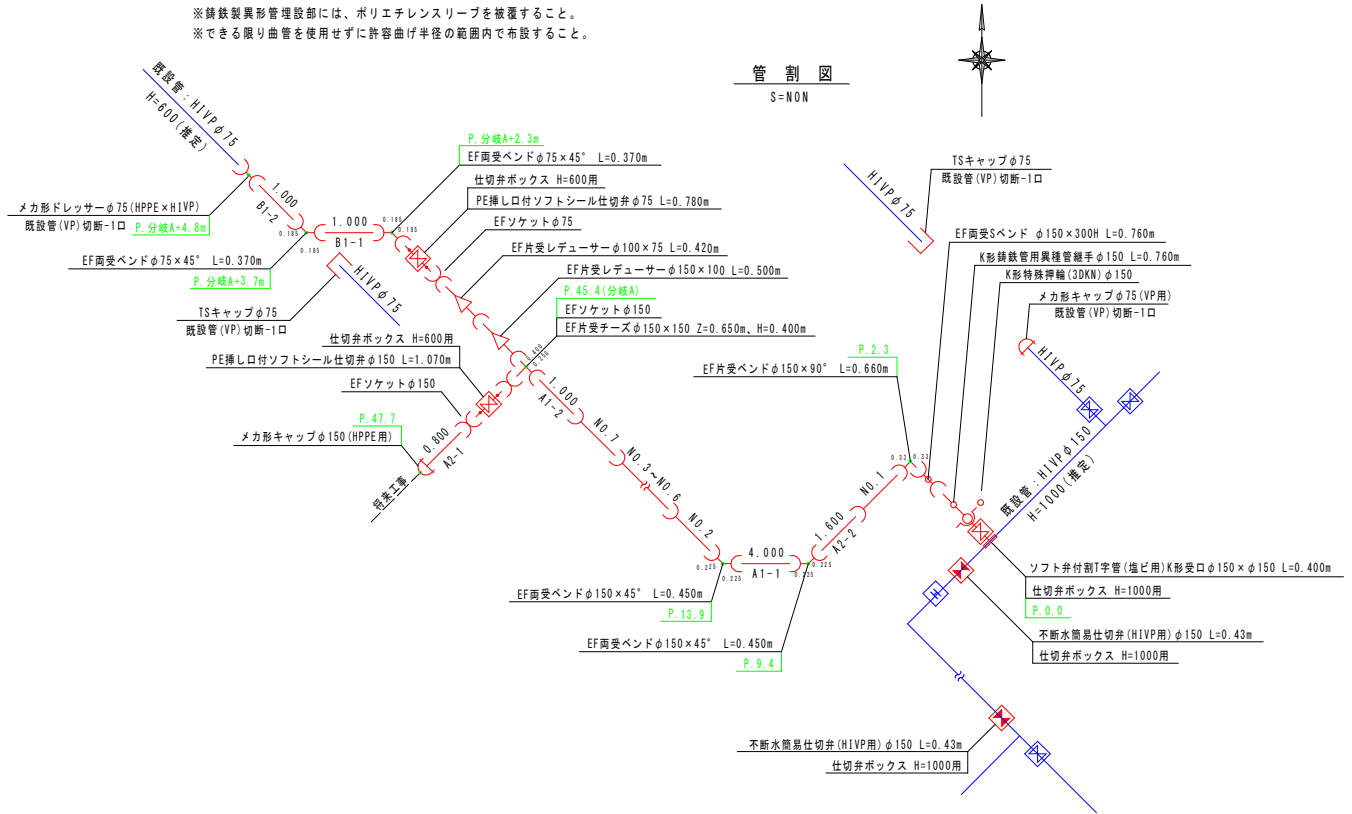 ※鋳鉄製異形管埋設部には、ポリエチレンスリーブを被覆すること。
※できる限り曲管を使用せずに許容曲げ半径の範囲内で布設すること。
管 割 図
S=NON
既設管：HIVPφ75
H=600(推定)
メカ形ドレッサーφ75(HPPE×HIVP)
既設管(VP)切断-1口
P.分岐A+4.8m
1.000
B1-2
EF両受ベンドφ75×45° L=0.370m
P.分岐A+3.7m
0.185
0.185
1.000
B1-1
0.185
0.185
P.分岐A+2.3m
EF両受ベンドφ75×45° L=0.370m
仕切弁ボックス H=600用
PE挿し口付ソフトシール仕切弁φ75 L=0.780m
EFソケットφ75
EF片受レデューサーφ100×75 L=0.420m
EF片受レデューサーφ150×100 L=0.500m
P.45.4(分岐A)
EFソケットφ150
EF片受チーズφ150×150 Z=0.650m、H=0.400m
HIVPφ75
TSキャップφ75
既設管(VP)切断-1口
仕切弁ボックス H=600用
PE挿し口付ソフトシール仕切弁φ150 L=1.070m
EFソケットφ150
P.47.7
メカ形キャップφ150(HPPE用)
0.800
A2-1
将来工事
0.400
0.250
1.000
A1-2
NO.7
NO.3～NO.6
NO.2
0.225
0.225
4.000
A1-1
0.225
0.225
EF両受ベンドφ150×45° L=0.450m
P.13.9
EF両受ベンドφ150×45° L=0.450m
P.9.4
1.600
A2-2
NO.1
P.2.3
EF片受ベンドφ150×90° L=0.660m
0.33
0.33
HIVPφ75
TSキャップφ75
既設管(VP)切断-1口
EF両受Sベンド φ150×300H L=0.760m
K形鋳鉄管用異種管継手φ150 L=0.760m
K形特殊押輪(3DKN)φ150
メカ形キャップφ75(VP用)
既設管(VP)切断-1口
HIVPφ75
既設管：HIVPφ150
H=1000(推定)
ソフト弁付割T字管(塩ビ用)K形受口φ150×φ150 L=0.400m
仕切弁ボックス H=1000用
P.0.0
H
不断水簡易仕切弁(HIVP用)φ150 L=0.43m
仕切弁ボックス H=1000用
不断水簡易仕切弁(HIVP用)φ150 L=0.43m
仕切弁ボックス H=1000用